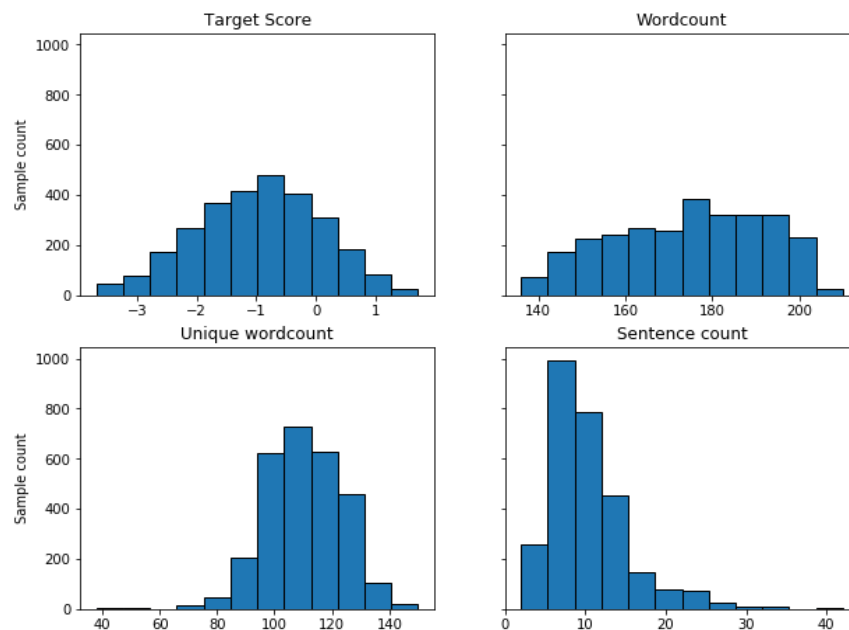 Target Score
Wordcount
1000
800
600
400
200
0
Sample count
−3 −2 −1 0 1
140 160 180 200
Unique wordcount
Sentence count
1000
800
600
400
200
0
Sample count
40 60 80 100 120 140
0 10 20 30 40